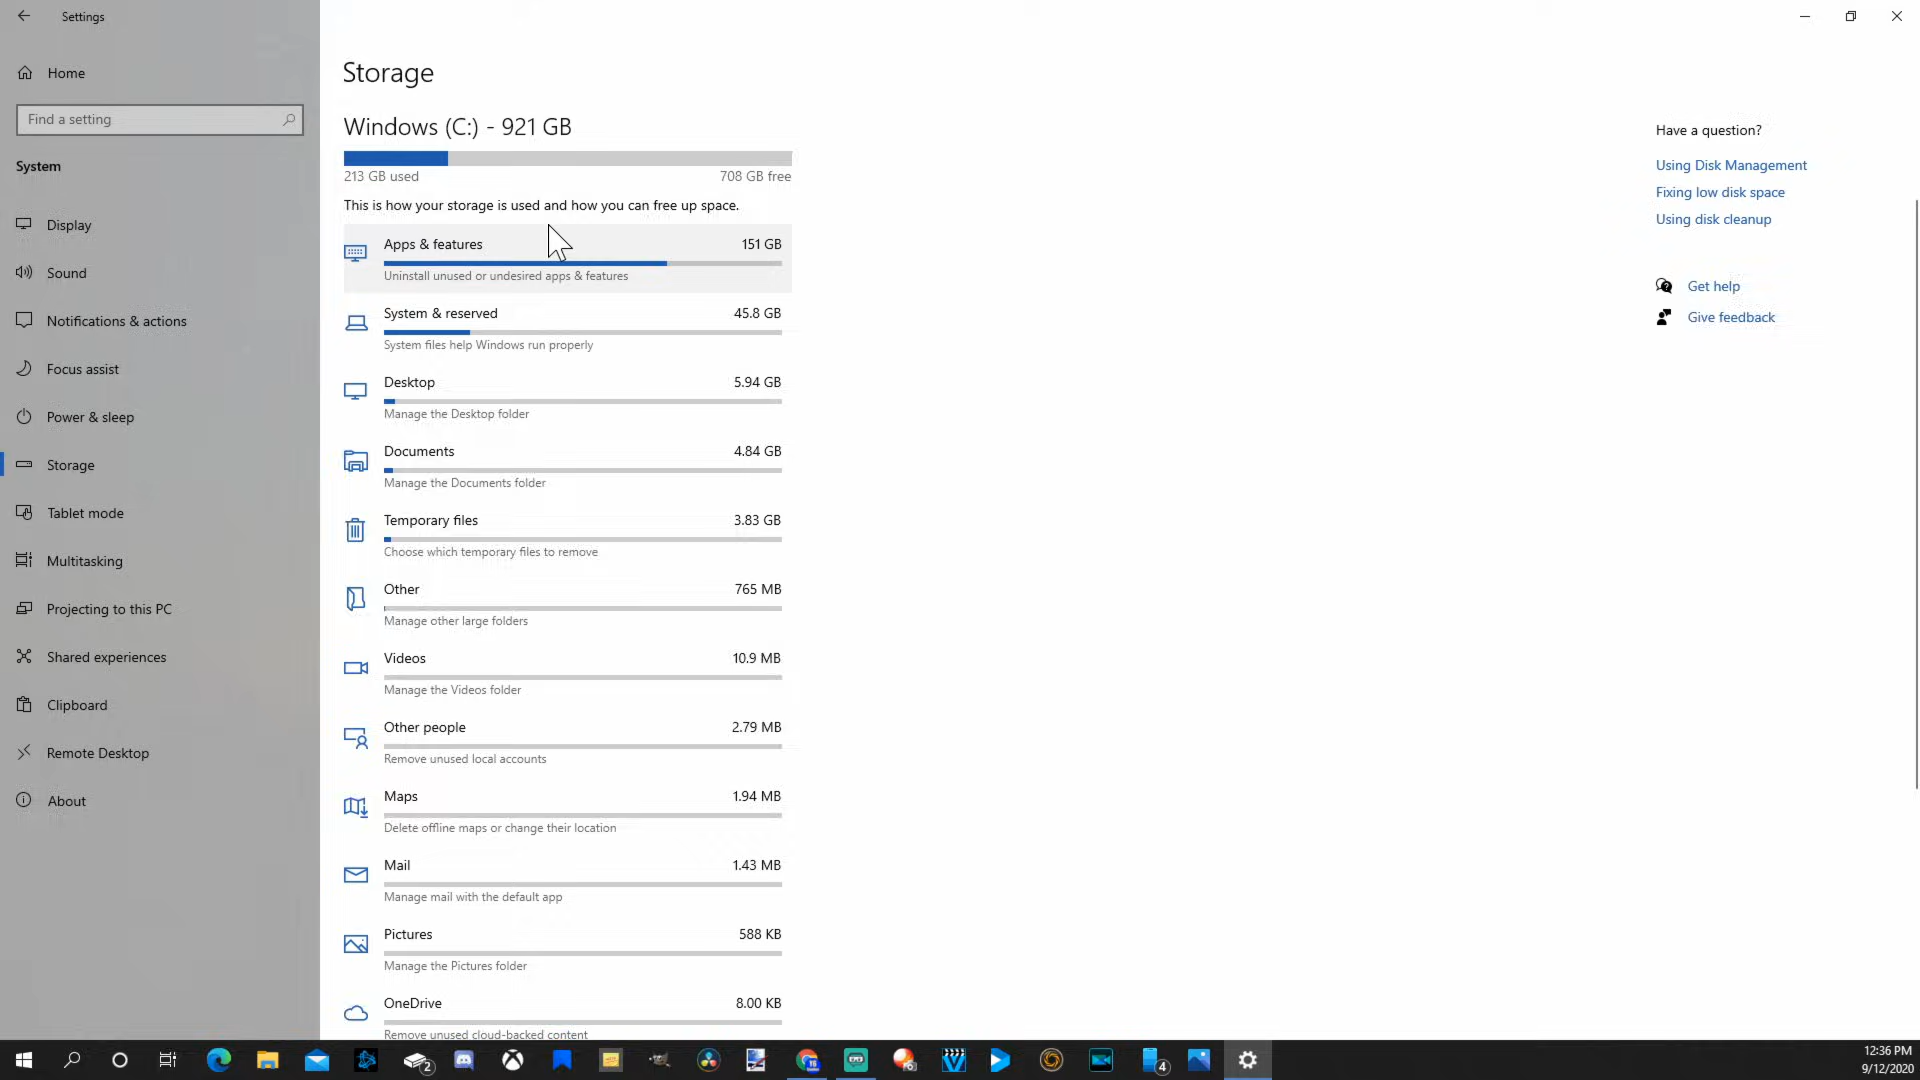 Settings
Home
Find a setting
System
Display
Sound
Notifications & actions
Focus assist
Power & sleep
Storage
Tablet mode
Multitasking
Projecting to this PC
Shared experiences
Clipboard
Remote Desktop
About
Storage
Windows (C:) - 921 GB
213 GB used 708 GB free
This is how your storage is used and how you can free up space.
Apps & features 151 GB
Uninstall unused or undesired apps & features
System & reserved 45.8 GB
System files help Windows run properly
Desktop 5.94 GB
Manage the Desktop folder
Documents 4.84 GB
Manage the Documents folder
Temporary files 3.83 GB
Choose which temporary files to remove
Other 765 MB
Manage other large folders
Videos 10.9 MB
Manage the Videos folder
Other people 2.79 MB
Remove unused local accounts
Maps 1.94 MB
Delete offline maps or change their location
Mail 1.43 MB
Manage mail with the default app
Pictures 588 KB
Manage the Pictures folder
OneDrive 8.00 KB
Remove unused cloud-backed content
Have a question?
Using Disk Management
Fixing low disk space
Using disk cleanup
Get help
Give feedback
2
4
12:36 PM
9/12/2020